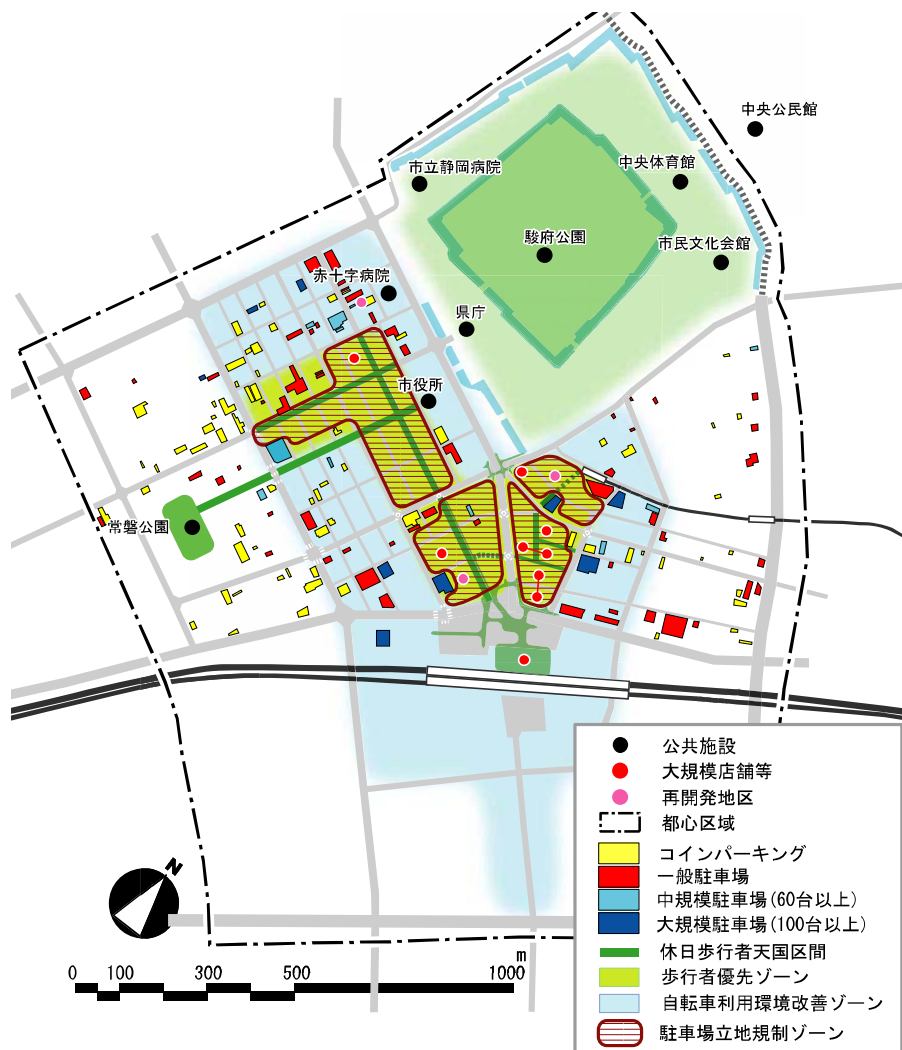 中央公民館
市立静岡病院
中央体育館
駿府公園
市民文化会館
赤十字病院
県庁
市役所
常磐公園
N
m
0 100 300 500 1000
公共施設
大規模店舗等
再開発地区
都心区域
コインパーキング
一般駐車場
中規模駐車場(60台以上)
大規模駐車場(100台以上)
休日歩行者天国区間
歩行者優先ゾーン
自転車利用環境改善ゾーン
駐車場立地規制ゾーン